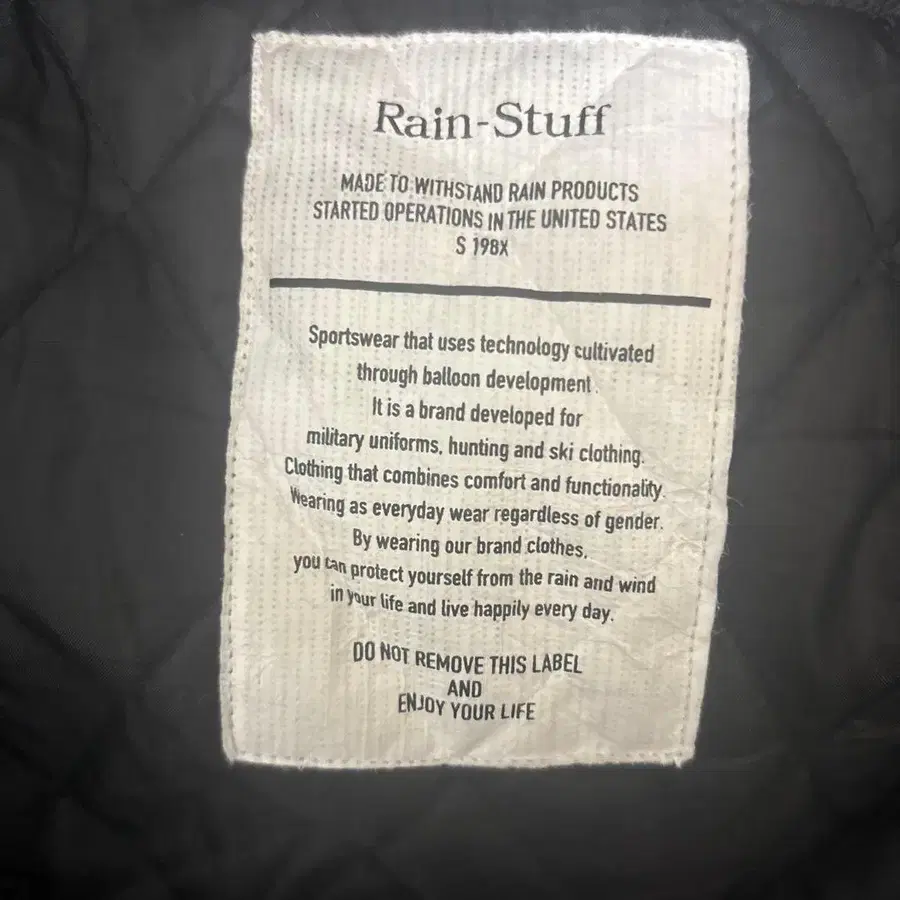 Rain-Stuff
MADE TO WITHSTAND RAIN PRODUCTS
STARTED OPERATIONS IN THE UNITED STATES
S 198X
Sportswear that uses technology cultivated
through balloon development.
It is a brand developed for
military uniforms, hunting and ski clothing.
Clothing that combines comfort and functionality.
Wearing as everyday wear regardless of gender.
By wearing our brand clothes,
you can protect yourself from the rain and wind
in your life and live happily every day.
DO NOT REMOVE THIS LABEL
AND
ENJOY YOUR LIFE